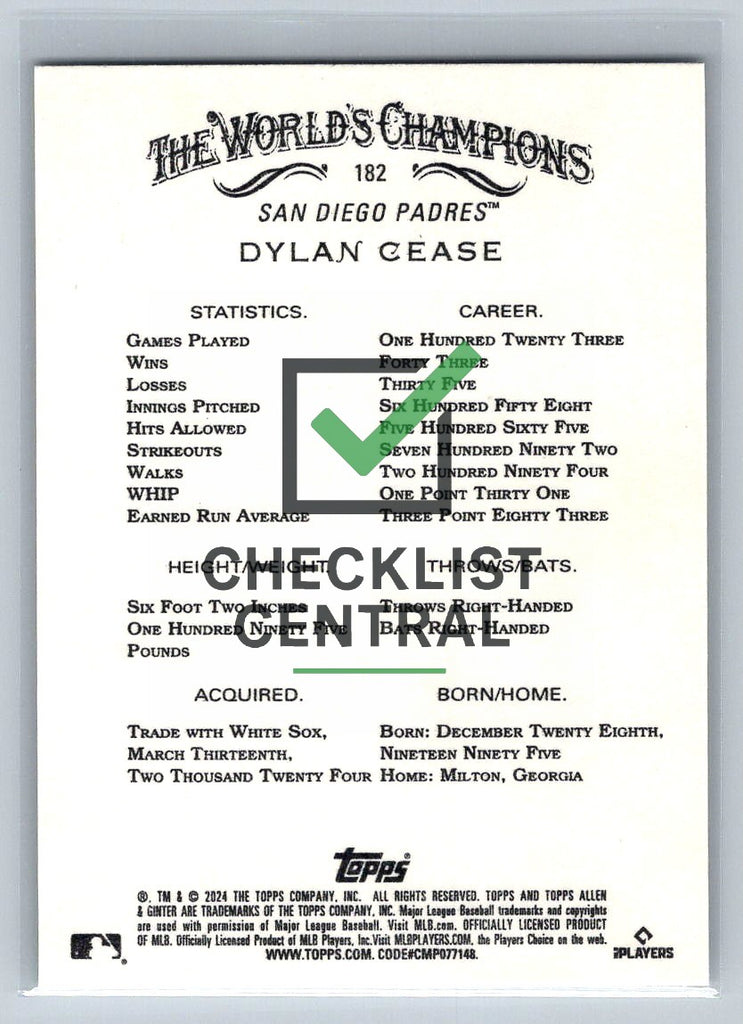 THE WORLD'S CHAMPIONS
182
SAN DIEGO PADRES™
DYLAN CEASE
STATISTICS. CAREER.
GAMES PLAYED ONE HUNDRED TWENTY THREE
WINS FORTY THREE
LOSSES THIRTY FIVE
INNINGS PITCHED SIX HUNDRED FIFTY EIGHT
HITS ALLOWED FIVE HUNDRED SIXTY FIVE
STRIKEOUTS SEVEN HUNDRED NINETY TWO
WALKS TWO HUNDRED NINETY FOUR
WHIP ONE POINT THIRTY ONE
EARNED RUN AVERAGE THREE POINT EIGHTY THREE
HEIGHT/WEIGHT. THROWS/BATS.
CHECKLIST
SIX FOOT TWO INCHES THROWS RIGHT-HANDED
ONE HUNDRED NINETY FIVE BATS RIGHT-HANDED
CENTRAL
POUNDS
ACQUIRED. BORN/HOME.
TRADE WITH WHITE SOX, BORN: DECEMBER TWENTY EIGHTH,
MARCH THIRTEENTH, NINETEEN NINETY FIVE
TWO THOUSAND TWENTY FOUR HOME: MILTON, GEORGIA
Topps®
®, TM & © 2024 THE TOPPS COMPANY, INC. ALL RIGHTS RESERVED. TOPPS AND TOPPS ALLEN
& GINTER ARE TRADEMARKS OF THE TOPPS COMPANY, INC. Major League Baseball trademarks and copyrights
are used with permission of Major League Baseball. Visit MLB.com. OFFICIALLY LICENSED PRODUCT
OF MLB. Officially Licensed Product of MLB Players, Inc.Visit MLBPLAYERS.COM, the Players Choice on the web.
WWW.TOPPS.COM. CODE#CMP077148.
PLAYERS